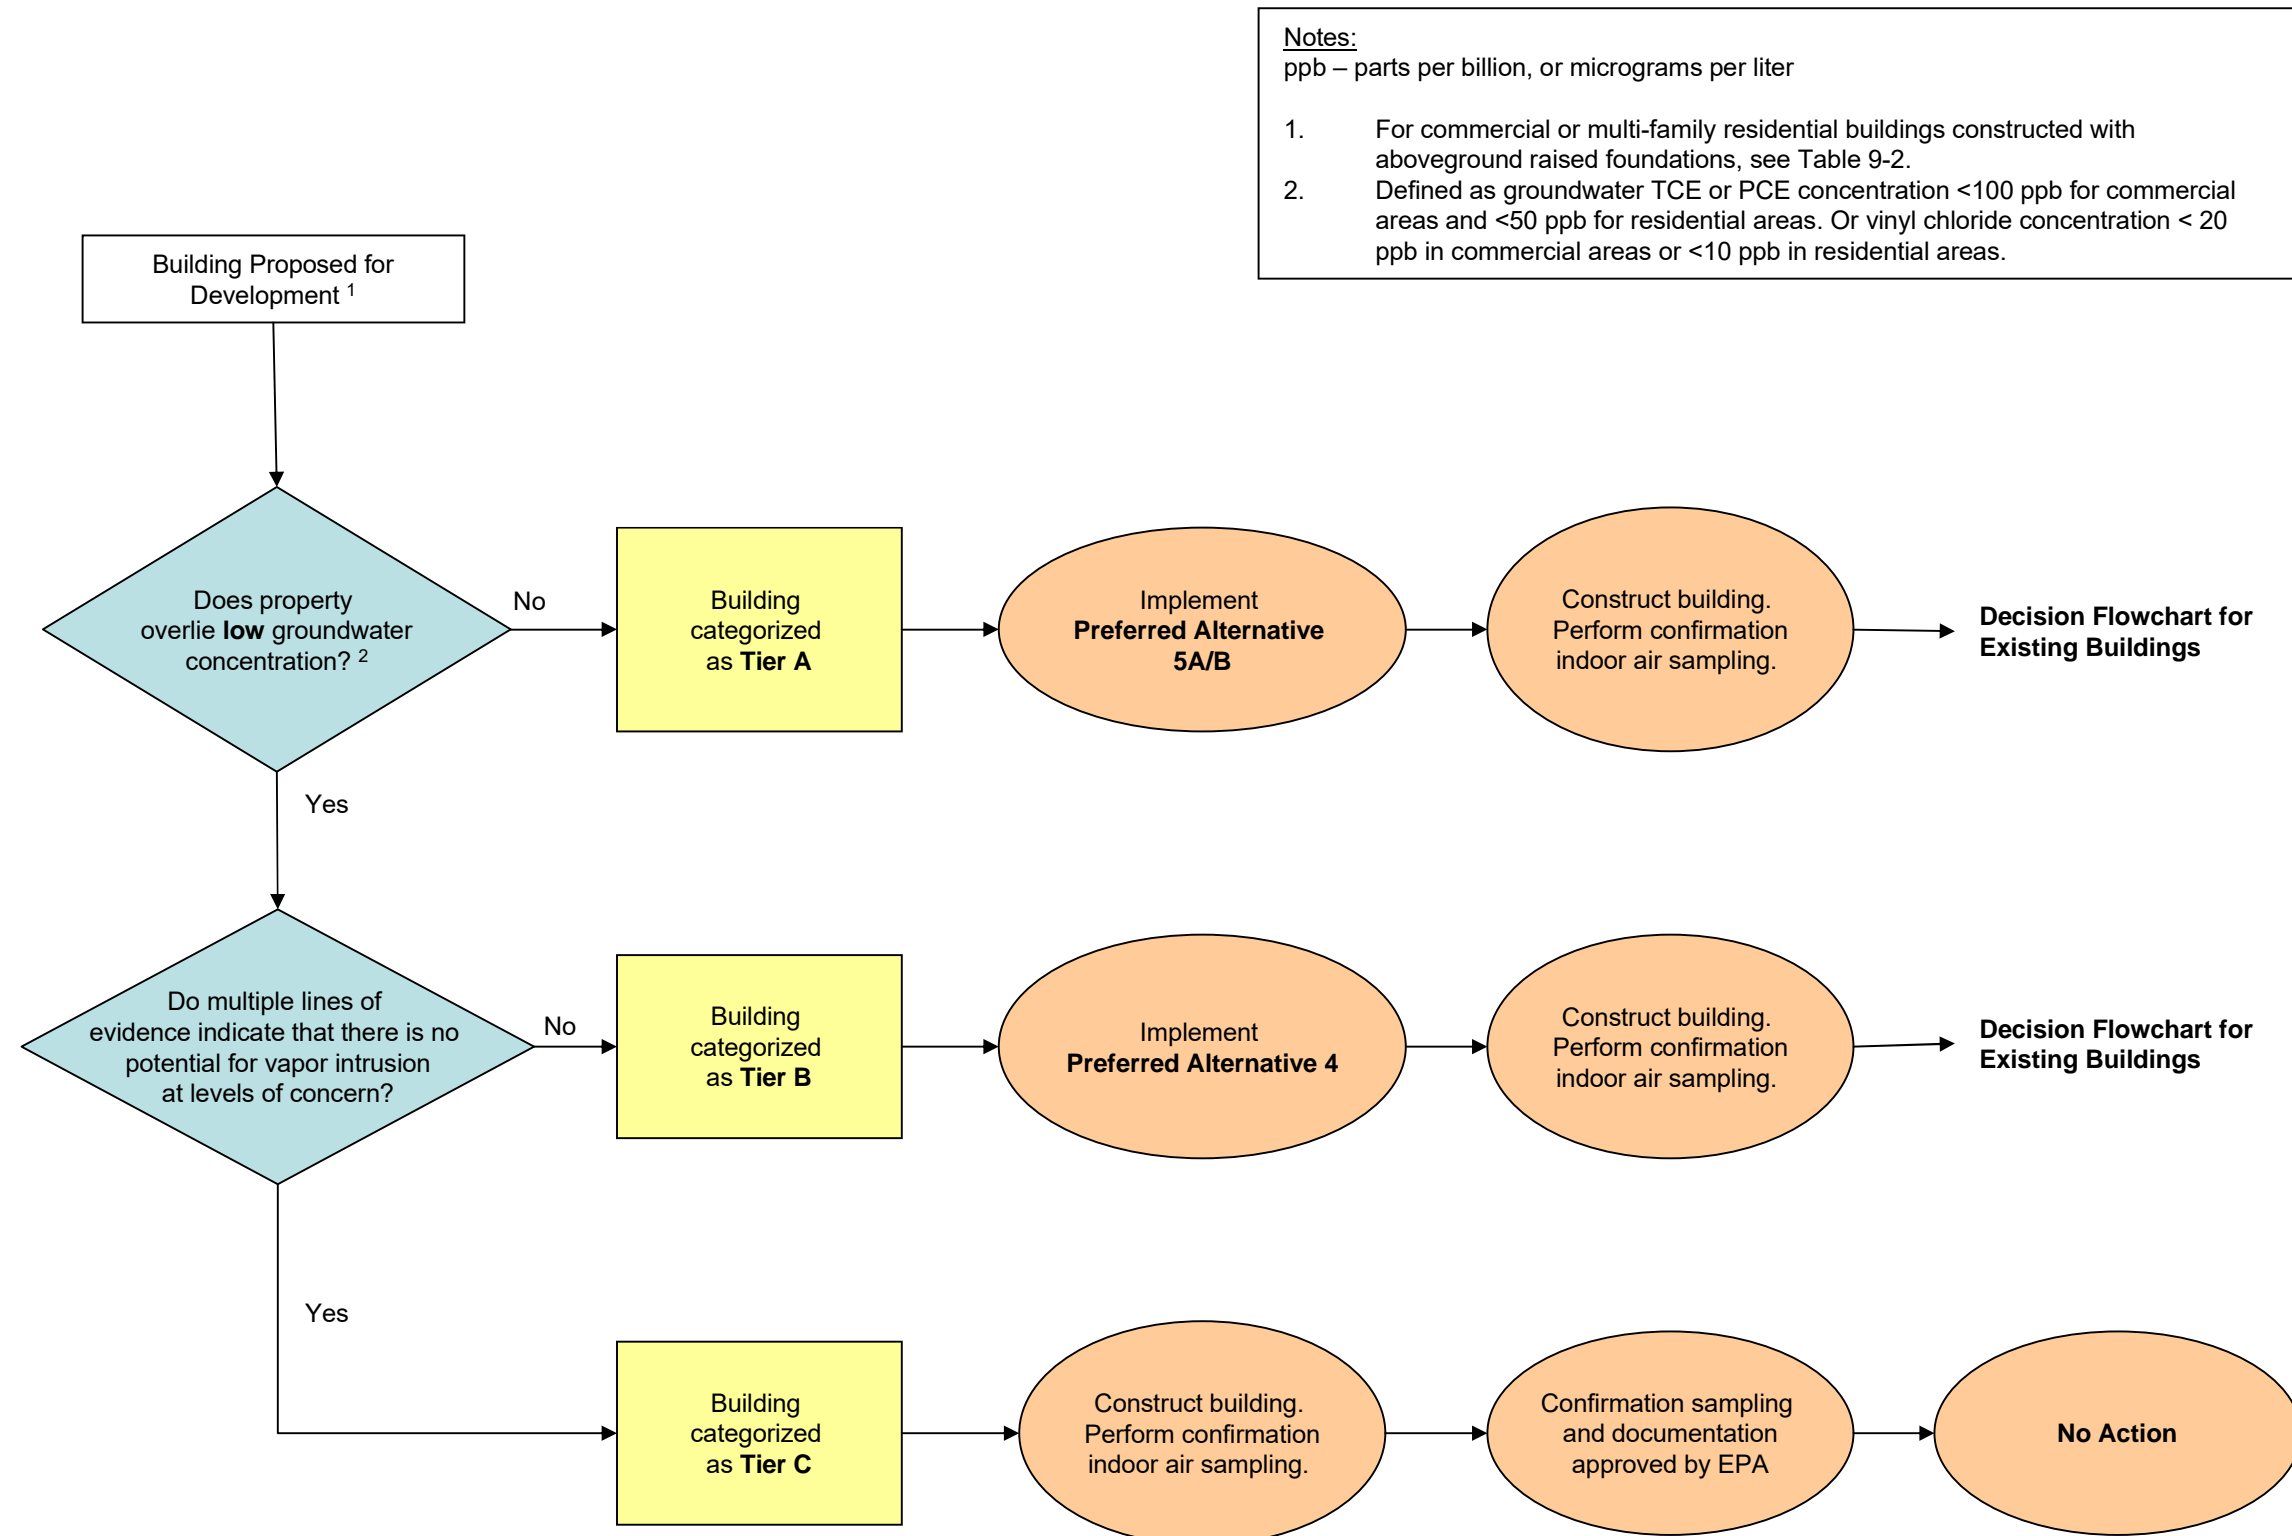 Notes:
ppb – parts per billion, or micrograms per liter
1. For commercial or multi-family residential buildings constructed with
aboveground raised foundations, see Table 9-2.
2. Defined as groundwater TCE or PCE concentration <100 ppb for commercial
areas and <50 ppb for residential areas. Or vinyl chloride concentration < 20
ppb in commercial areas or <10 ppb in residential areas.
Building Proposed for
Development 1
Does property
overlie low groundwater
concentration? 2
No
Building
categorized
as Tier A
Implement
Preferred Alternative
5A/B
Construct building.
Perform confirmation
indoor air sampling.
Decision Flowchart for
Existing Buildings
Yes
Do multiple lines of
evidence indicate that there is no
potential for vapor intrusion
at levels of concern?
No
Building
categorized
as Tier B
Implement
Preferred Alternative 4
Construct building.
Perform confirmation
indoor air sampling.
Decision Flowchart for
Existing Buildings
Yes
Building
categorized
as Tier C
Construct building.
Perform confirmation
indoor air sampling.
Confirmation sampling
and documentation
approved by EPA
No Action